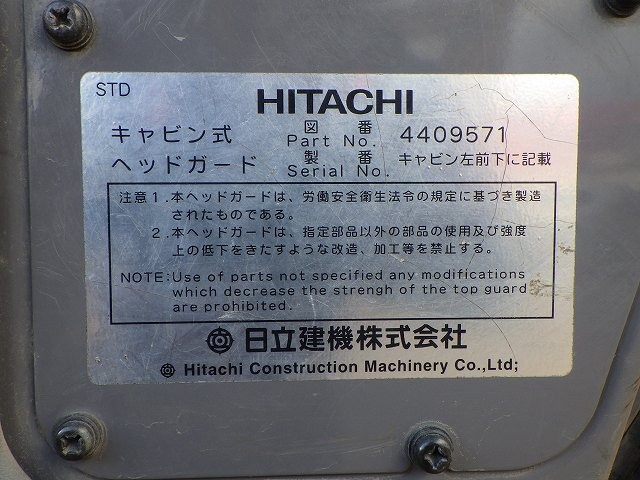 STD
HITACHI
キャビン式 図番 Part No. 4409571
ヘッドガード 製番 Serial No. キャビン左前下に記載
注意1.本ヘッドガードは、労働安全衛生法令の規定に基づき製造
されたものである。
2.本ヘッドガードは、指定部品以外の部品の使用及び強度
上の低下をきたすような改造、加工等を禁止する。
NOTE:Use of parts not specified any modifications
which decrease the strengh of the top guard
are prohibited.
日立建機株式会社
Hitachi Construction Machinery Co.,Ltd;